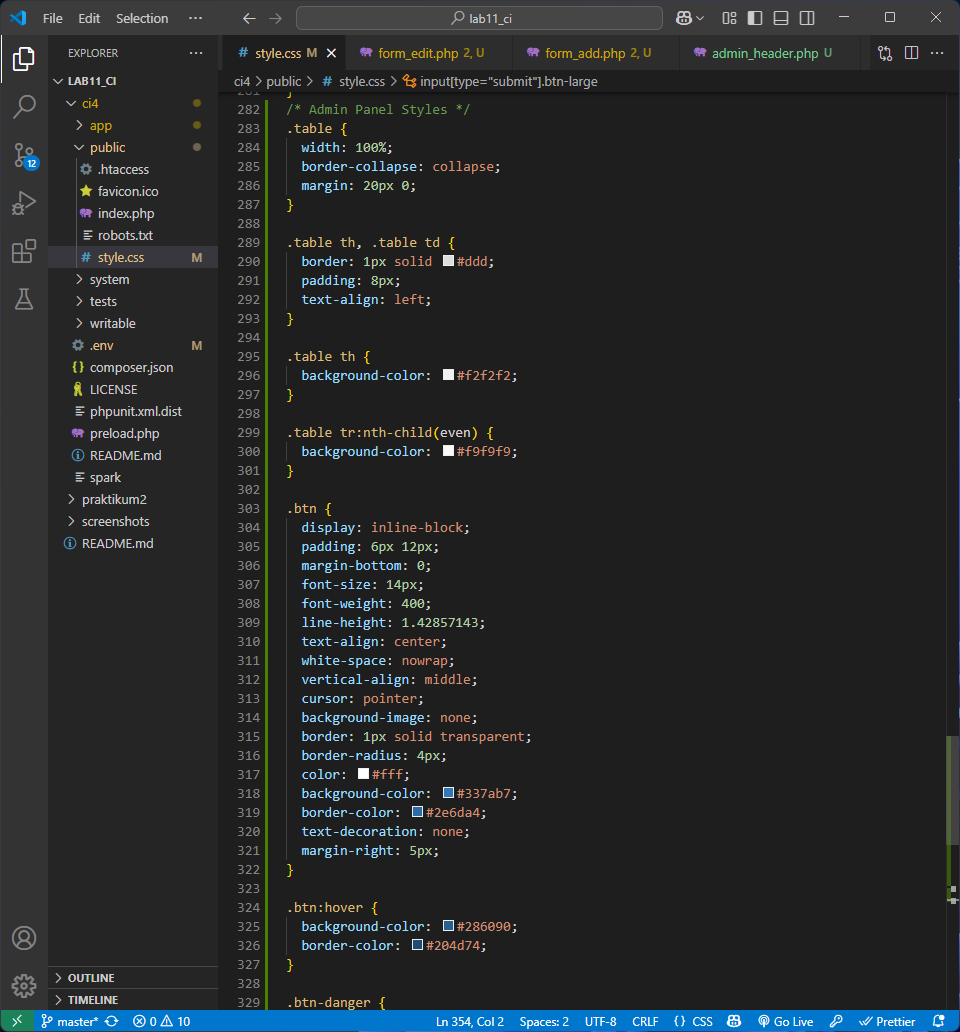 File Edit Selection ··· lab11_ci
EXPLORER ···
style.css M
form_edit.php 2, U
form_add.php 2, U
admin_header.php U
···
ci4 > public > # style.css > input[type="submit"].btn-large
LAB11_CI
ci4
app
public
.htaccess
favicon.ico
index.php
robots.txt
# style.css M
system
tests
writable
.env M
{} composer.json
LICENSE
phpunit.xml.dist
preload.php
README.md
spark
praktikum2
screenshots
README.md
OUTLINE
TIMELINE
12
281 }
282 /* Admin Panel Styles */
283 .table {
284 width: 100%;
285 border-collapse: collapse;
286 margin: 20px 0;
287 }
288
289 .table th, .table td {
290 border: 1px solid #ddd;
291 padding: 8px;
292 text-align: left;
293 }
294
295 .table th {
296 background-color: #f2f2f2;
297 }
298
299 .table tr:nth-child(even) {
300 background-color: #f9f9f9;
301 }
302
303 .btn {
304 display: inline-block;
305 padding: 6px 12px;
306 margin-bottom: 0;
307 font-size: 14px;
308 font-weight: 400;
309 line-height: 1.42857143;
310 text-align: center;
311 white-space: nowrap;
312 vertical-align: middle;
313 cursor: pointer;
314 background-image: none;
315 border: 1px solid transparent;
316 border-radius: 4px;
317 color: #fff;
318 background-color: #337ab7;
319 border-color: #2e6da4;
320 text-decoration: none;
321 margin-right: 5px;
322 }
323
324 .btn:hover {
325 background-color: #286090;
326 border-color: #204d74;
327 }
328
329 .btn-danger {
master* 0 10 Ln 354, Col 2 Spaces: 2 UTF-8 CRLF {} CSS Go Live Prettier